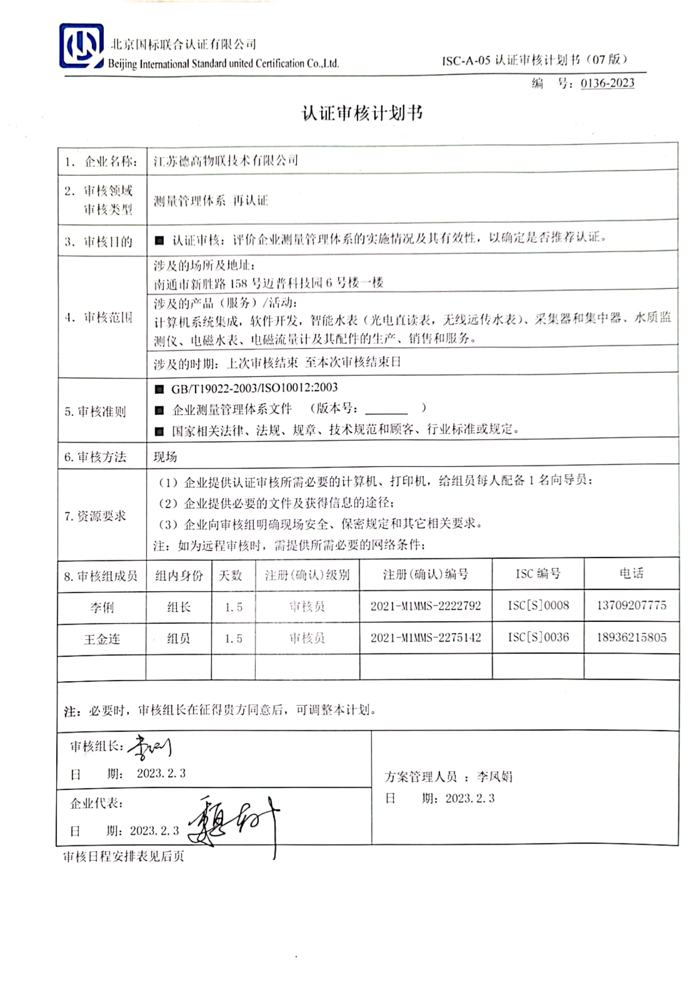 北京国标联合认证有限公司
Beijing International Standard united Certification Co.,Ltd.
ISC-A-05 认证审核计划书（07 版）
编 号：0136-2023
认证审核计划书
1. 企业名称： 江苏德高物联技术有限公司
2. 审核领域
审核类型
测量管理体系 再认证
3. 审核目的 ■ 认证审核：评价企业测量管理体系的实施情况及其有效性，以确定是否推荐认证。
4. 审核范围
涉及的场所及地址：
南通市新胜路 158 号迈普科技园 6 号楼一楼
涉及的产品（服务）/活动：
计算机系统集成，软件开发，智能水表（光电直读表，无线远传水表）、采集器和集中器、水质监
测仪、电磁水表、电磁流量计及其配件的生产、销售和服务。
涉及的时期：上次审核结束 至本次审核结束日
5.审核准则
■ GB/T19022-2003/ISO10012:2003
■ 企业测量管理体系文件 （版本号：______ ）
■ 国家相关法律、法规、规章、技术规范和顾客、行业标准或规定。
6.审核方法 现场
7.资源要求
（1）企业提供认证审核所需必要的计算机、打印机，给组员每人配备 1 名向导员；
（2）企业提供必要的文件及获得信息的途径；
（3）企业向审核组明确现场安全、保密规定和其它相关要求。
注：如为远程审核时，需提供所需必要的网络条件；
8.审核组成员 组内身份 天数 注册(确认)级别 注册(确认)编号 ISC 编号 电话
李俐 组长 1.5 审核员 2021-M1MMS-2222792 ISC[S]0008 13709207775
王金连 组员 1.5 审核员 2021-M1MMS-2275142 ISC[S]0036 18936215805
注：必要时，审核组长在征得贵方同意后，可调整本计划。
审核组长：李俐
日 期： 2023.2.3
企业代表：
日 期：2023.2.3
方案管理人员 ：李凤娟
日 期：2023.2.3
审核日程安排表见后页